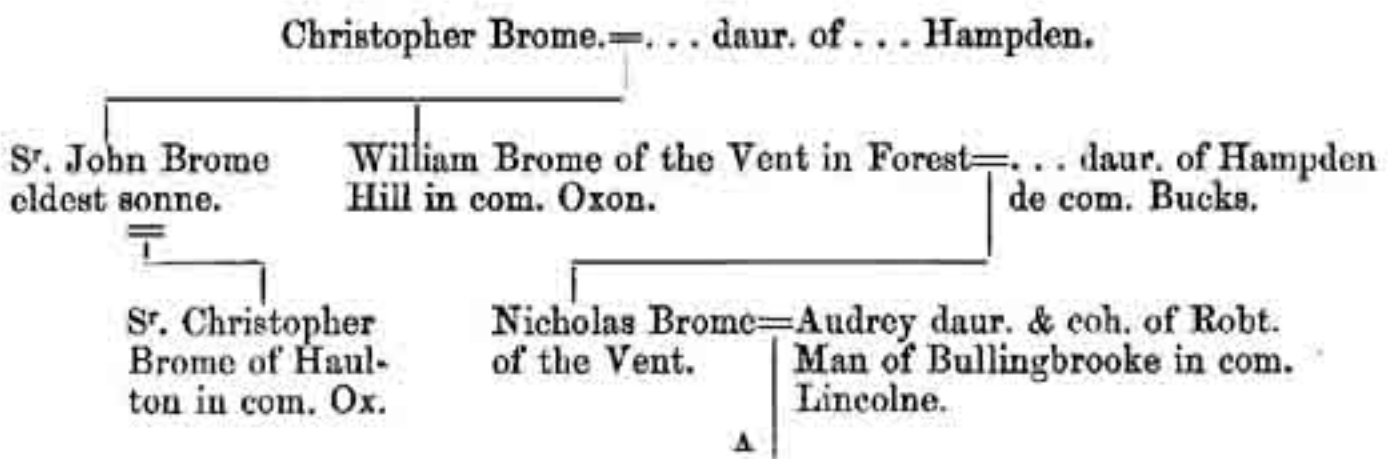 Christopher Brome.=. . . daur. of . . . Hampden.
Sr. John Brome
eldest sonne.
William Brome of the Vent in Forest=. . . daur. of Hampden
Hill in com. Oxon.
de com. Bucks.
Sr. Christopher
Brome of Haul-
ton in com. Ox.
Nicholas Brome=Audrey daur. & coh. of Robt.
of the Vent.
Man of Bullingbrooke in com.
Lincolne.
A